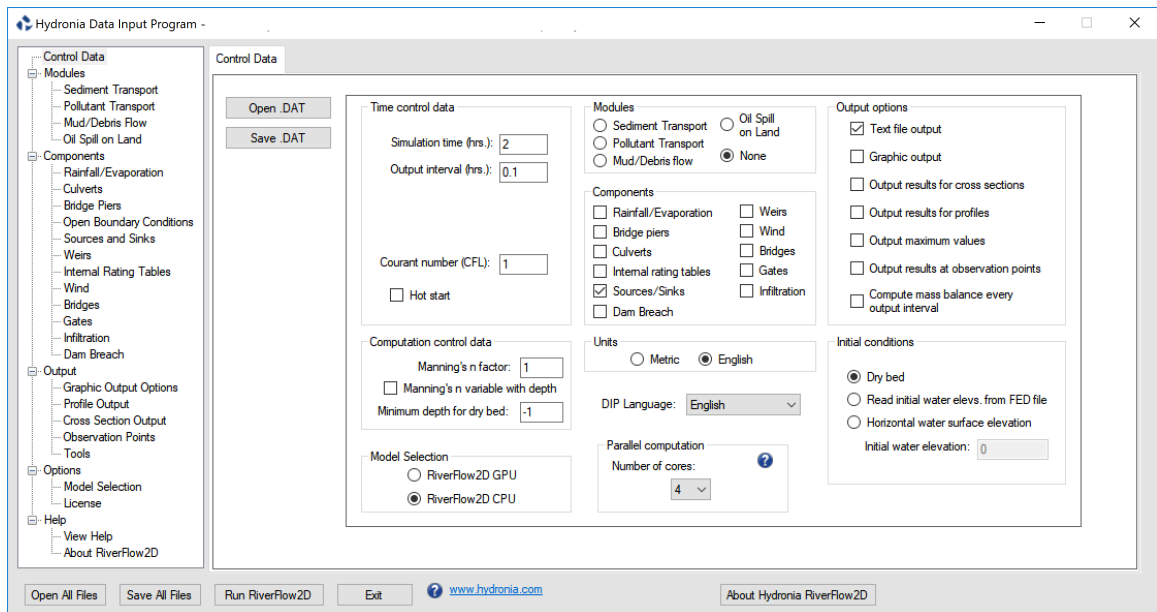 Hydronia Data Input Program -
Control Data
Modules
Sediment Transport
Pollutant Transport
Mud/Debris Flow
Oil Spill on Land
Components
Rainfall/Evaporation
Culverts
Bridge Piers
Open Boundary Conditions
Sources and Sinks
Weirs
Internal Rating Tables
Wind
Bridges
Gates
Infiltration
Dam Breach
Output
Graphic Output Options
Profile Output
Cross Section Output
Observation Points
Tools
Options
Model Selection
License
Help
View Help
About RiverFlow2D
Control Data
Open .DAT
Save .DAT
Time control data
Simulation time (hrs.): 2
Output interval (hrs.): 0.1
Courant number (CFL): 1
Hot start
Computation control data
Manning's n factor: 1
Manning's n variable with depth
Minimum depth for dry bed: -1
Model Selection
RiverFlow2D GPU
RiverFlow2D CPU
Modules
Sediment Transport
Pollutant Transport
Mud/Debris flow
Oil Spill
on Land
None
Components
Rainfall/Evaporation
Bridge piers
Culverts
Internal rating tables
Sources/Sinks
Dam Breach
Weirs
Wind
Bridges
Gates
Infiltration
Units
Metric English
DIP Language: English
Parallel computation
Number of cores:
4
Output options
Text file output
Graphic output
Output results for cross sections
Output results for profiles
Output maximum values
Output results at observation points
Compute mass balance every
output interval
Initial conditions
Dry bed
Read initial water elevs. from FED file
Horizontal water surface elevation
Initial water elevation: 0
Open All Files Save All Files Run RiverFlow2D Exit ? www.hydronia.com About Hydronia RiverFlow2D